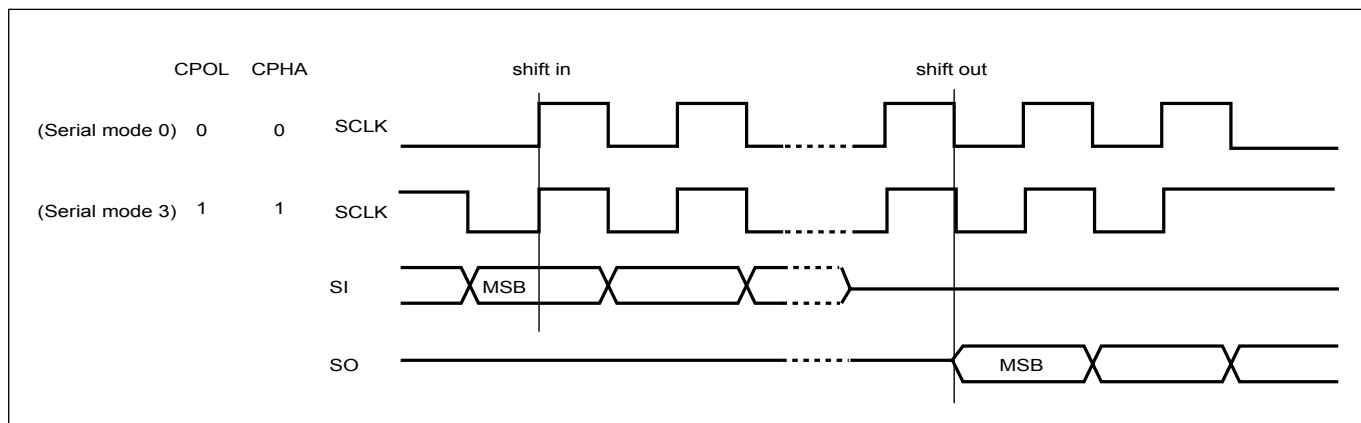 CPOL CPHA shift in shift out
(Serial mode 0) 0 0 SCLK
(Serial mode 3) 1 1 SCLK
SI MSB
SO MSB